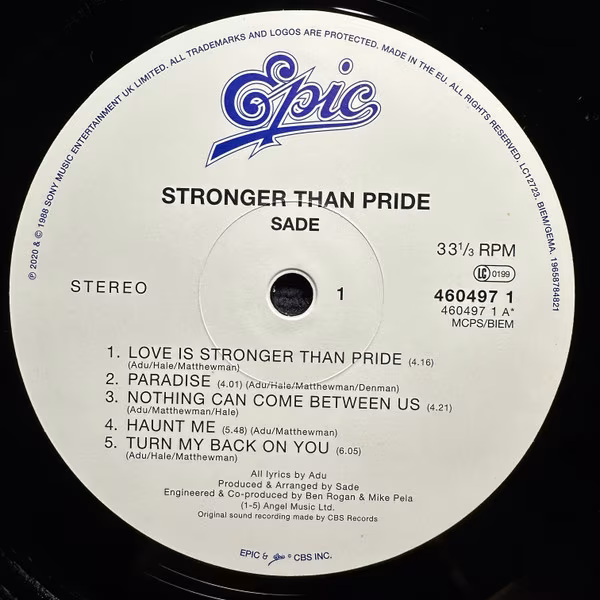 ℗ 2020 & © 1988 SONY MUSIC ENTERTAINMENT UK LIMITED. ALL TRADEMARKS AND LOGOS ARE PROTECTED. MADE IN THE EU. ALL RIGHTS RESERVED. LC12723. BIEM/GEMA. 19658784821
Epic
STRONGER THAN PRIDE
SADE
33 1/3 RPM
LC 0199
STEREO
1
460497 1
460497 1 A*
MCPS/BIEM
1. LOVE IS STRONGER THAN PRIDE (4.16)
(Adu/Hale/Matthewman)
2. PARADISE (4.01) (Adu/Hale/Matthewman/Denman)
3. NOTHING CAN COME BETWEEN US (4.21)
(Adu/Matthewman/Hale)
4. HAUNT ME (5.48) (Adu/Matthewman)
5. TURN MY BACK ON YOU (6.05)
(Adu/Hale/Matthewman)
All lyrics by Adu
Produced & Arranged by Sade
Engineered & Co-produced by Ben Rogan & Mike Pela
(1-5) Angel Music Ltd.
Original sound recording made by CBS Records
EPIC & Epic ® CBS INC.